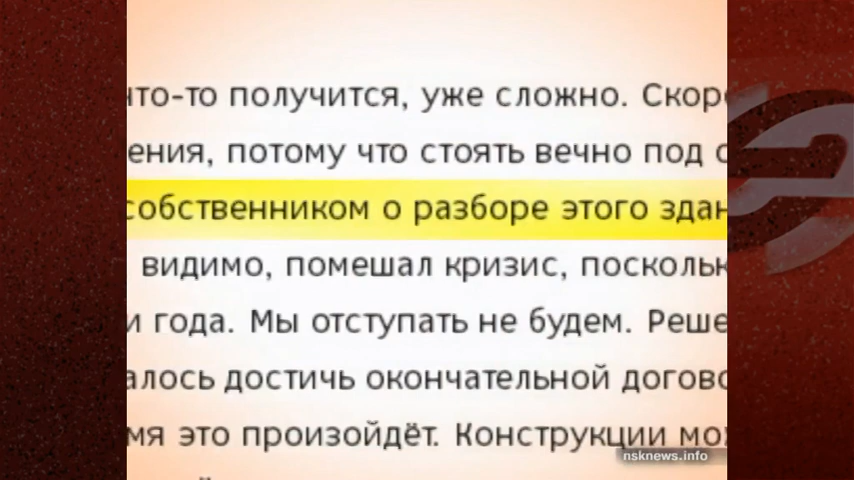 что-то получится, уже сложно. Скор
ения, потому что стоять вечно под
собственником о разборе этого здан
видимо, помешал кризис, поскольк
и года. Мы отступать не будем. Реше
алось достичь окончательной догово
мя это произойдёт. Конструкции мо
nsknews.info